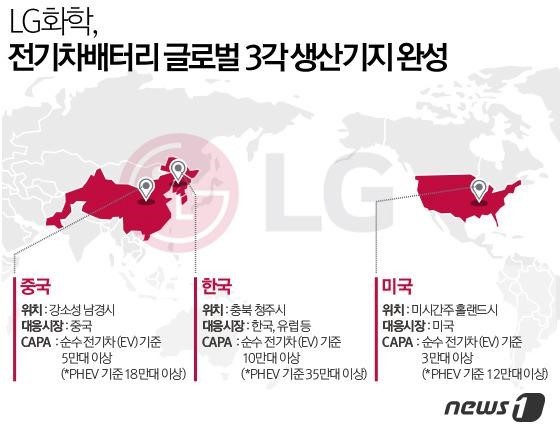 LG화학,
전기차배터리 글로벌 3각 생산기지 완성
LG
중국
위치 : 강소성 남경시
대응시장 : 중국
CAPA : 순수 전기차 (EV) 기준
5만대 이상
(*PHEV 기준 18만대 이상)
한국
위치 : 충북 청주시
대응시장 : 한국, 유럽 등
CAPA : 순수 전기차 (EV) 기준
10만대 이상
(*PHEV 기준 35만대 이상)
미국
위치 : 미시간주 홀랜드시
대응시장 : 미국
CAPA : 순수 전기차 (EV) 기준
3만대 이상
(*PHEV 기준 12만대 이상)
news1